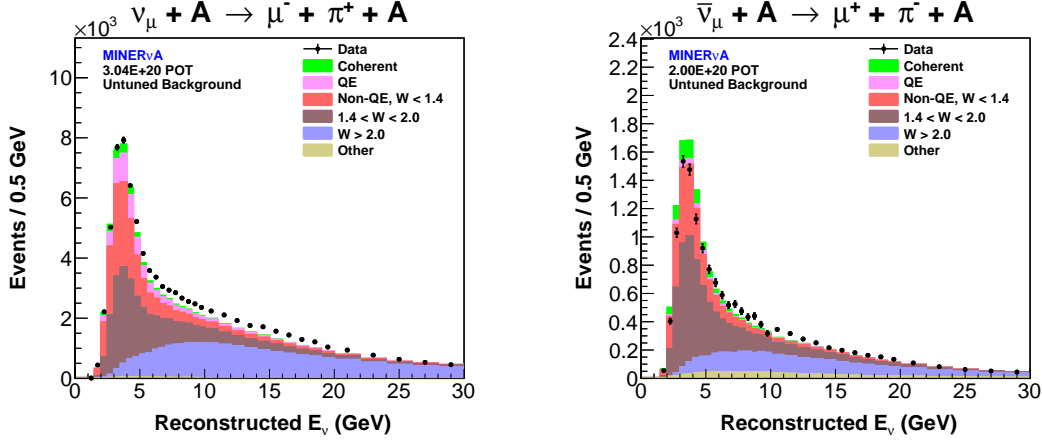 ν_μ + A → μ⁻ + π⁺ + A
×10³
10
8
6
4
2
0
Events / 0.5 GeV
MINERνA
3.04E+20 POT
Untuned Background
Data
Coherent
QE
Non-QE, W < 1.4
1.4 < W < 2.0
W > 2.0
Other
0 5 10 15 20 25 30
Reconstructed E_ν (GeV)
ν̅_μ + A → μ⁺ + π⁻ + A
×10³
2.4
2.2
2
1.8
1.6
1.4
1.2
1
0.8
0.6
0.4
0.2
0
Events / 0.5 GeV
MINERνA
2.00E+20 POT
Untuned Background
Data
Coherent
QE
Non-QE, W < 1.4
1.4 < W < 2.0
W > 2.0
Other
0 5 10 15 20 25 30
Reconstructed E_ν (GeV)